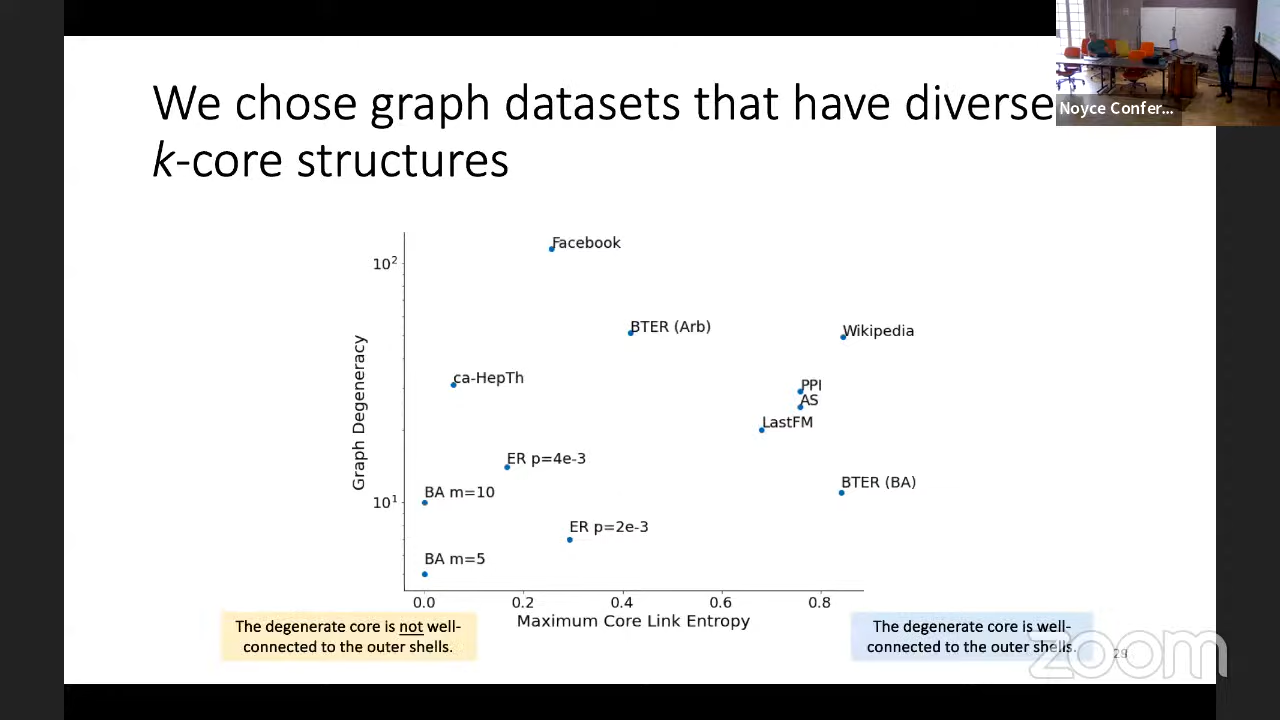 We chose graph datasets that have diverse
k-core structures
Noyce Confer...
Facebook
10²
BTER (Arb)
Wikipedia
ca-HepTh
PPI
AS
LastFM
Graph Degeneracy
ER p=4e-3
BTER (BA)
BA m=10
10¹
ER p=2e-3
BA m=5
0.0 0.2 0.4 0.6 0.8
Maximum Core Link Entropy
The degenerate core is not well-
connected to the outer shells.
The degenerate core is well-
connected to the outer shells.
29
zoom